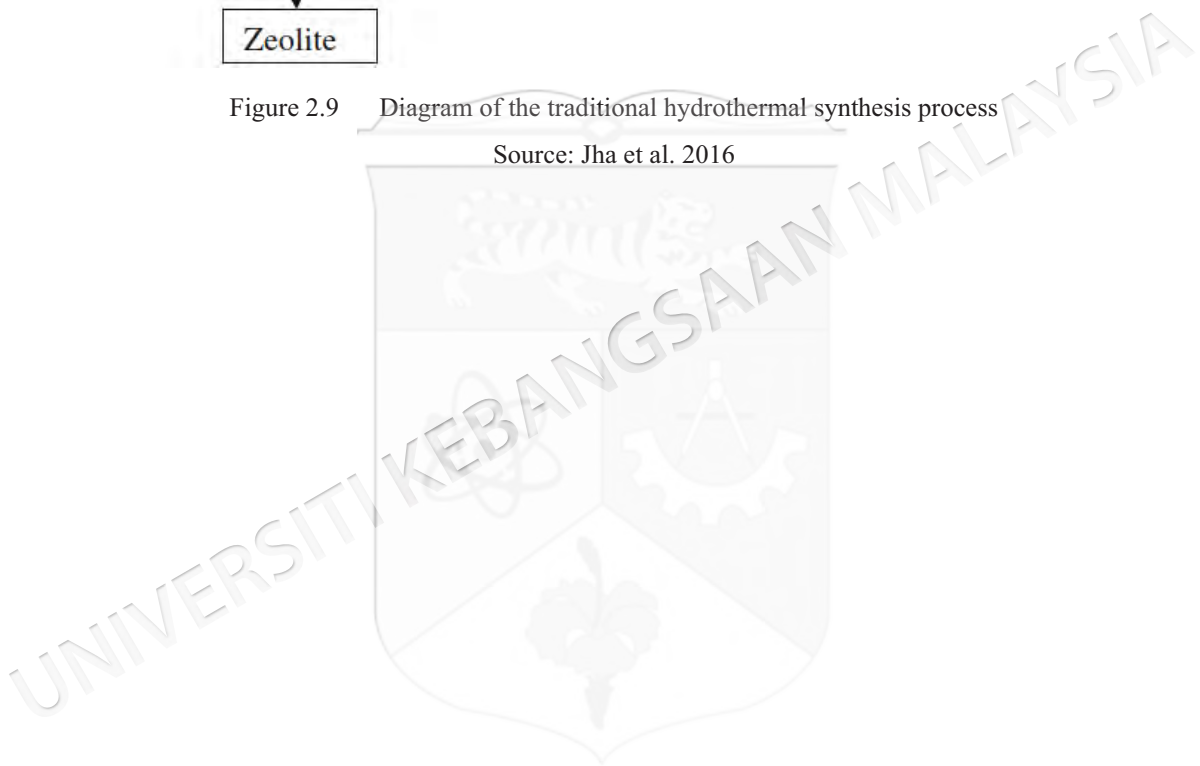 Zeolite
Figure 2.9 Diagram of the traditional hydrothermal synthesis process
Source: Jha et al. 2016
UNIVERSITI KEBANGSAAN MALAYSIA